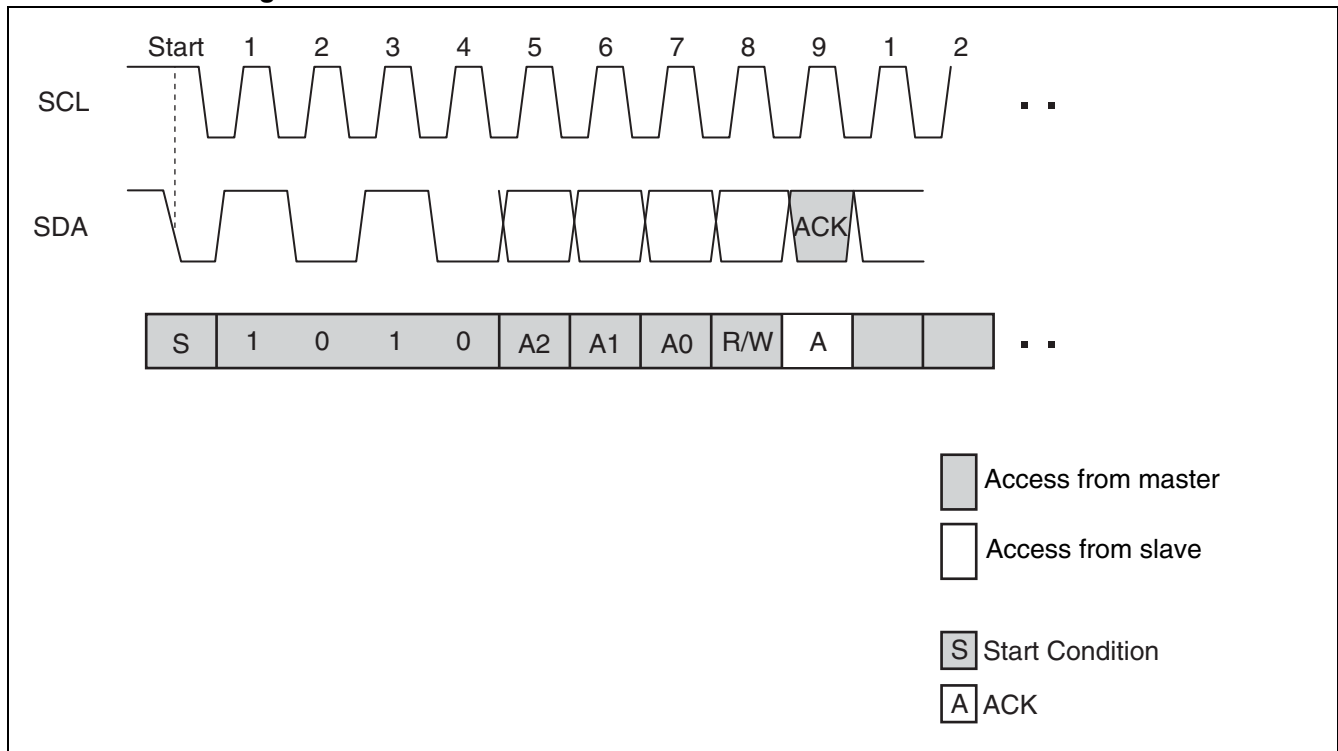 Start 1 2 3 4 5 6 7 8 9 1 2
SCL
SDA
ACK
S 1 0 1 0 A2 A1 A0 R/W A
Access from master
Access from slave
S Start Condition
A ACK